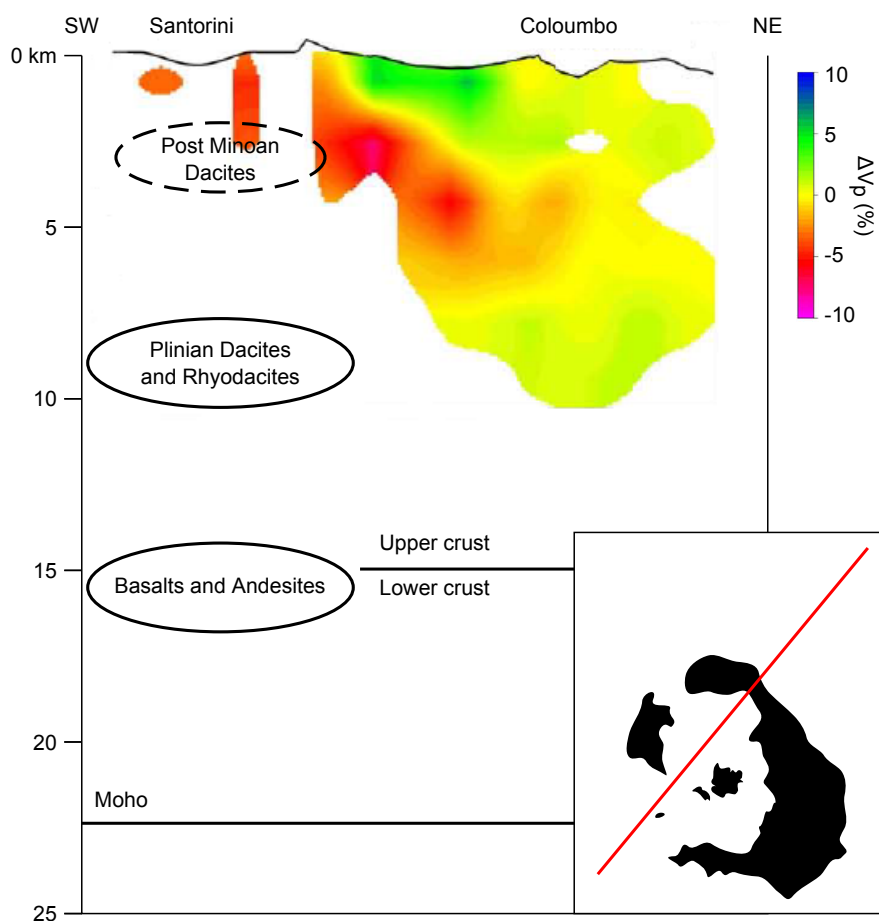 SW
Santorini
Coloumbo
NE
0 km
5
10
15
20
25
Post Minoan
Dacites
Plinian Dacites
and Rhyodacites
Basalts and Andesites
Upper crust
Lower crust
Moho
10
5
0
-5
-10
ΔVp (%)